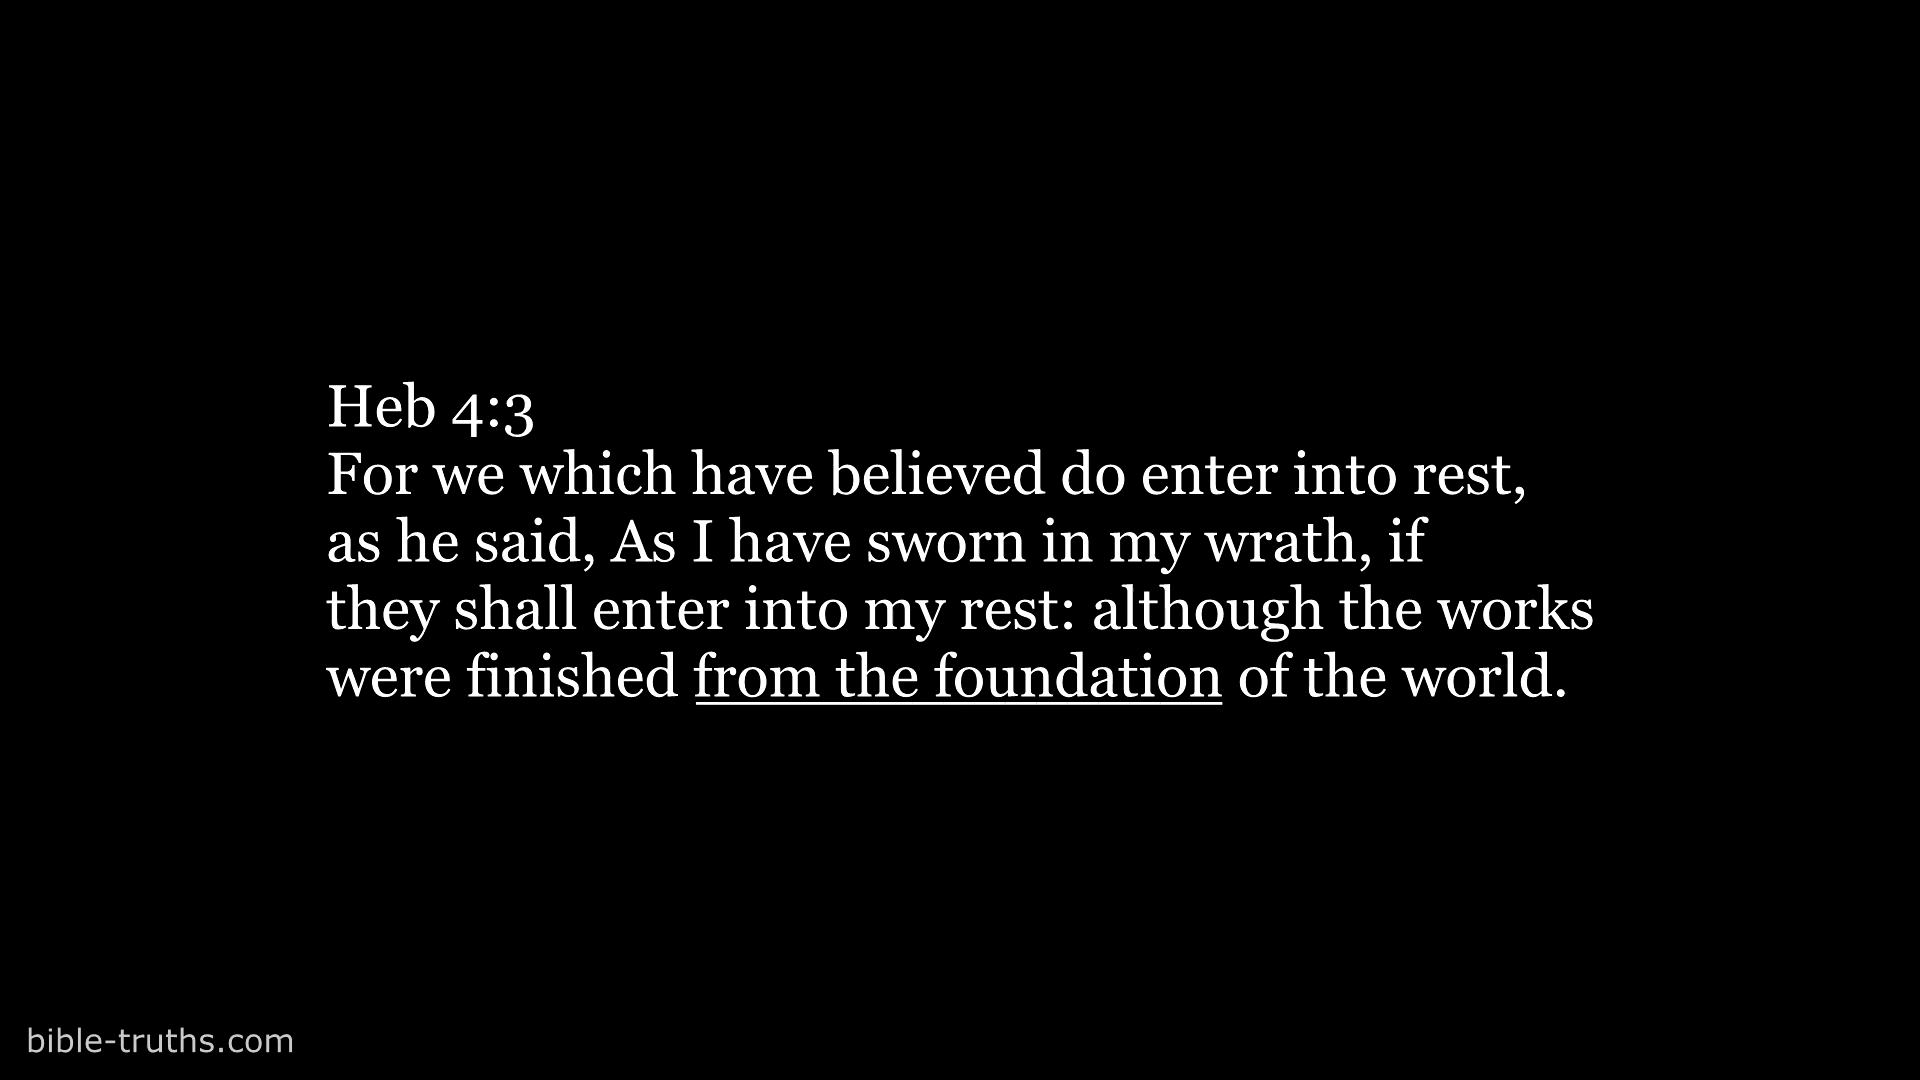 Heb 4:3
For we which have believed do enter into rest,
as he said, As I have sworn in my wrath, if
they shall enter into my rest: although the works
were finished from the foundation of the world.
bible-truths.com